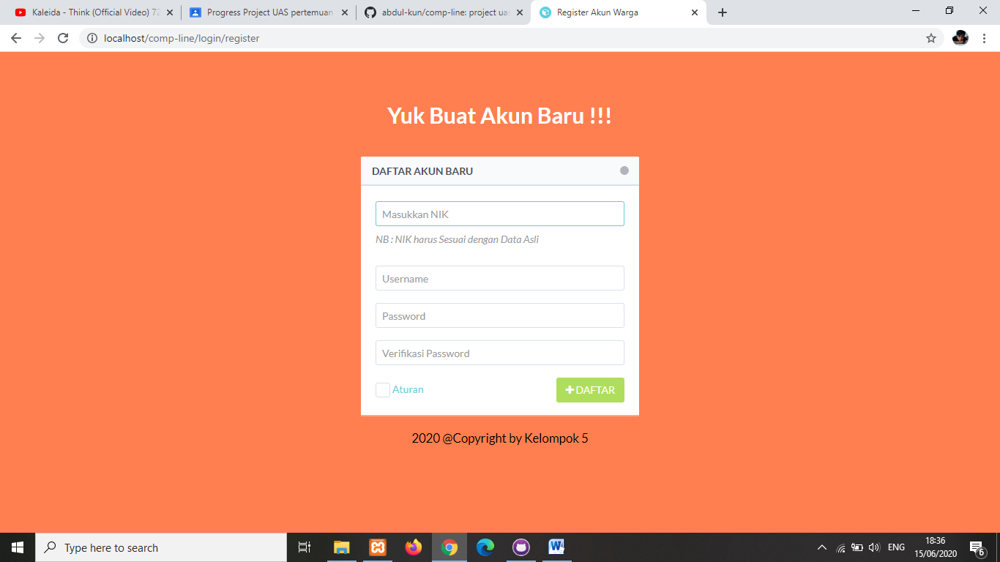 Kaleida - Think (Official Video) 72
Progress Project UAS pertemuan
abdul-kun/comp-line: project uas
Register Akun Warga
localhost/comp-line/login/register
Yuk Buat Akun Baru !!!
DAFTAR AKUN BARU
Masukkan NIK
NB : NIK harus Sesuai dengan Data Asli
Username
Password
Verifikasi Password
Aturan
DAFTAR
2020 @Copyright by Kelompok 5
Type here to search
ENG
18:36
15/06/2020
6